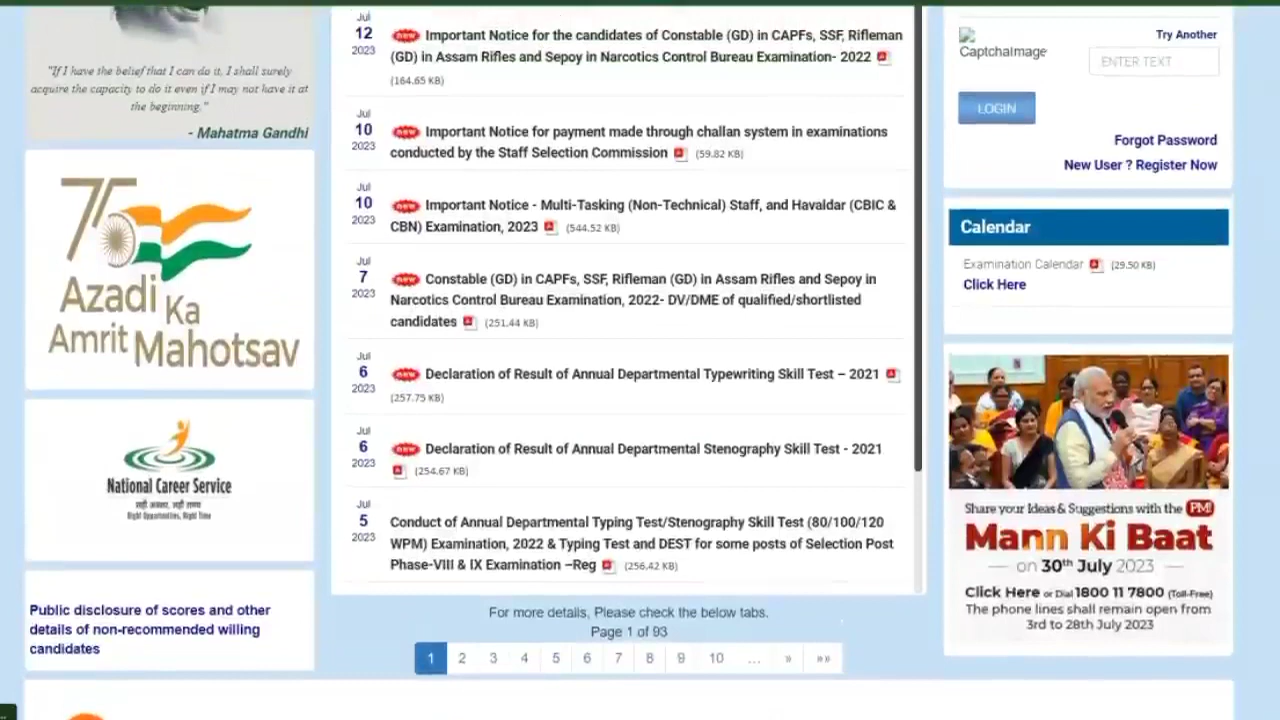 "If I have the belief that I can do it, I shall surely
acquire the capacity to do it even if I may not have it at
the beginning."
- Mahatma Gandhi
75
Azadi Ka
Amrit Mahotsav
National Career Service
सही अवसर, सही राय
Right Opportunities, Right Time
Public disclosure of scores and other
details of non-recommended willing
candidates
Jul
12
2023
new Important Notice for the candidates of Constable (GD) in CAPFs, SSF, Rifleman
(GD) in Assam Rifles and Sepoy in Narcotics Control Bureau Examination- 2022
(164.65 KB)
Jul
10
2023
new Important Notice for payment made through challan system in examinations
conducted by the Staff Selection Commission (59.82 KB)
Jul
10
2023
new Important Notice - Multi-Tasking (Non-Technical) Staff, and Havaldar (CBIC &
CBN) Examination, 2023 (544.52 KB)
Jul
7
2023
new Constable (GD) in CAPFs, SSF, Rifleman (GD) in Assam Rifles and Sepoy in
Narcotics Control Bureau Examination, 2022- DV/DME of qualified/shortlisted
candidates (251.44 KB)
Jul
6
2023
new Declaration of Result of Annual Departmental Typewriting Skill Test – 2021
(257.75 KB)
Jul
6
2023
new Declaration of Result of Annual Departmental Stenography Skill Test - 2021
(254.67 KB)
Jul
5
2023
Conduct of Annual Departmental Typing Test/Stenography Skill Test (80/100/120
WPM) Examination, 2022 & Typing Test and DEST for some posts of Selection Post
Phase-VIII & IX Examination –Reg (256.42 KB)
For more details, Please check the below tabs.
Page 1 of 93
1 2 3 4 5 6 7 8 9 10 ... » »»
CaptchaImage
Try Another
ENTER TEXT
LOGIN
Forgot Password
New User ? Register Now
Calendar
Examination Calendar (29.50 KB)
Click Here
Share your Ideas & Suggestions with the PM!
Mann Ki Baat
on 30th July 2023
Click Here or Dial 1800 11 7800 (Toll-Free)
The phone lines shall remain open from
3rd to 28th July 2023